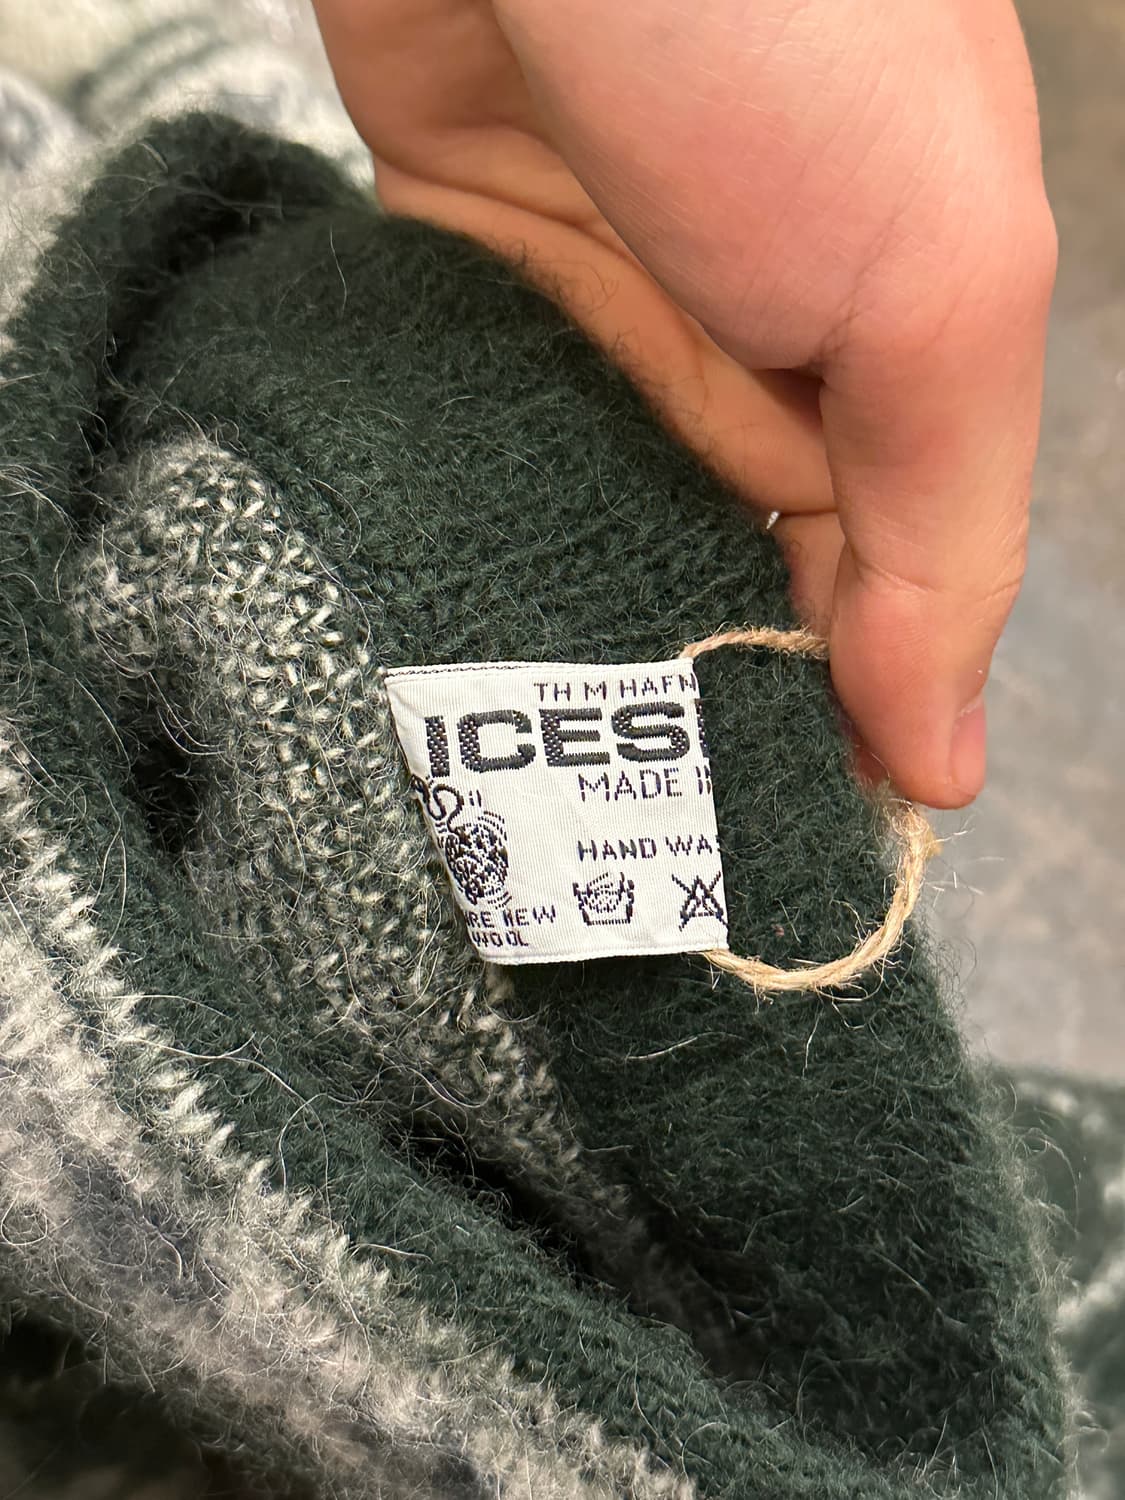 TH M HAFN
ICES
MADE I
HAND WA
RE NEW
WOOL